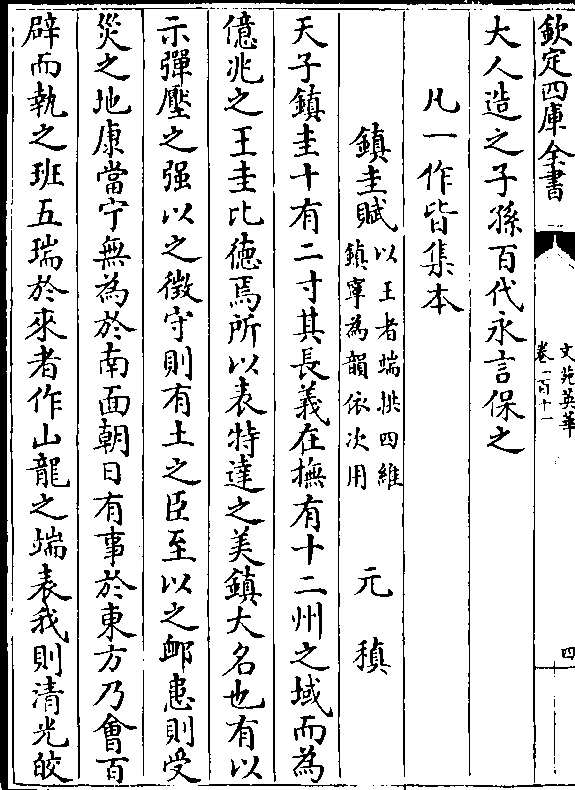 欽定四庫全書
文苑英華
卷一百十一
四
大人造之子孫百代永言保之
凡一作皆集本
鎮圭賦以王者端拱四維
鎮寧為韻依次用
元稹
天子鎮圭十有二寸其長義在撫有十二州之域而為
億兆之王圭比徳焉所以表特達之美鎮大名也有以
示彈壓之强以之徴守則有土之臣至以之䘏患則受
災之地康當宁無為於南面朝日有事於東方乃會百
辟而執之班五瑞於來者作山龍之端表我則清光皎